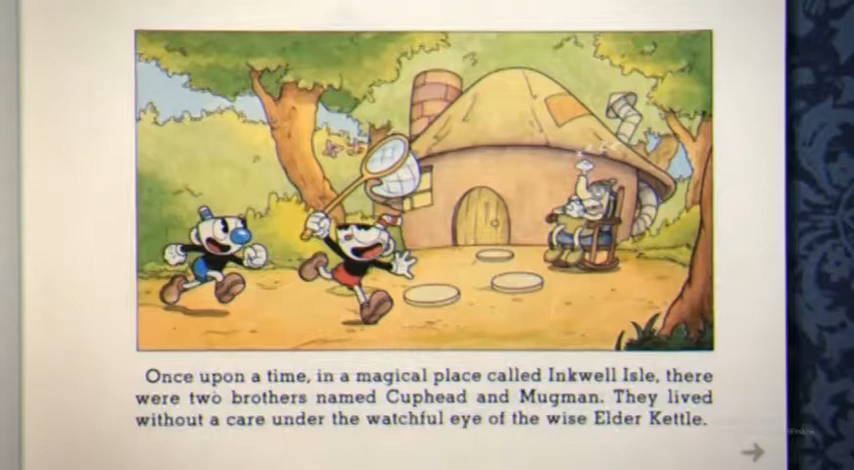 Once upon a time, in a magical place called Inkwell Isle, there
were two brothers named Cuphead and Mugman. They lived
without a care under the watchful eye of the wise Elder Kettle.